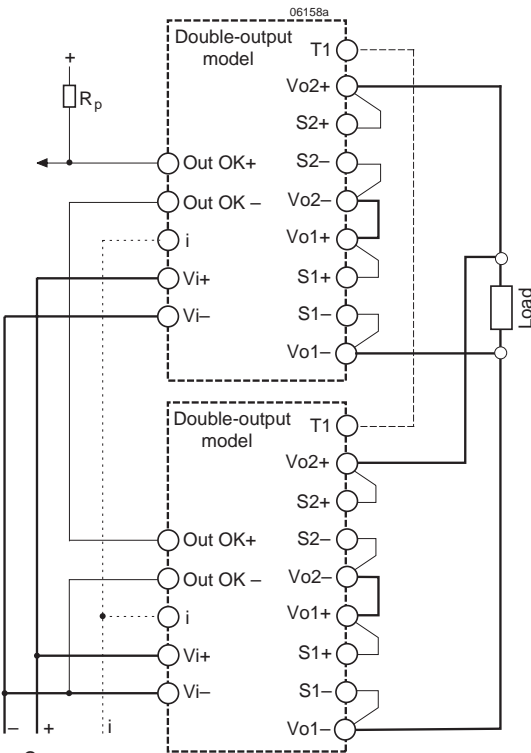 06158a
Double-output
model
T1
Vo2+
S2+
S2–
Vo2–
Vo1+
S1+
S1–
Vo1–
+
Rp
Out OK+
Out OK –
i
Vi+
Vi–
Load
Double-output
model
T1
Vo2+
S2+
S2–
Vo2–
Vo1+
S1+
S1–
Vo1–
Out OK+
Out OK –
i
Vi+
Vi–
– + i